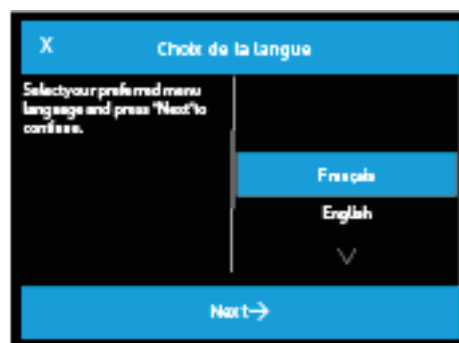 X Choix de la langue
Select your preferred menu
language and press "Next" to
continue.
Français
English
Next→